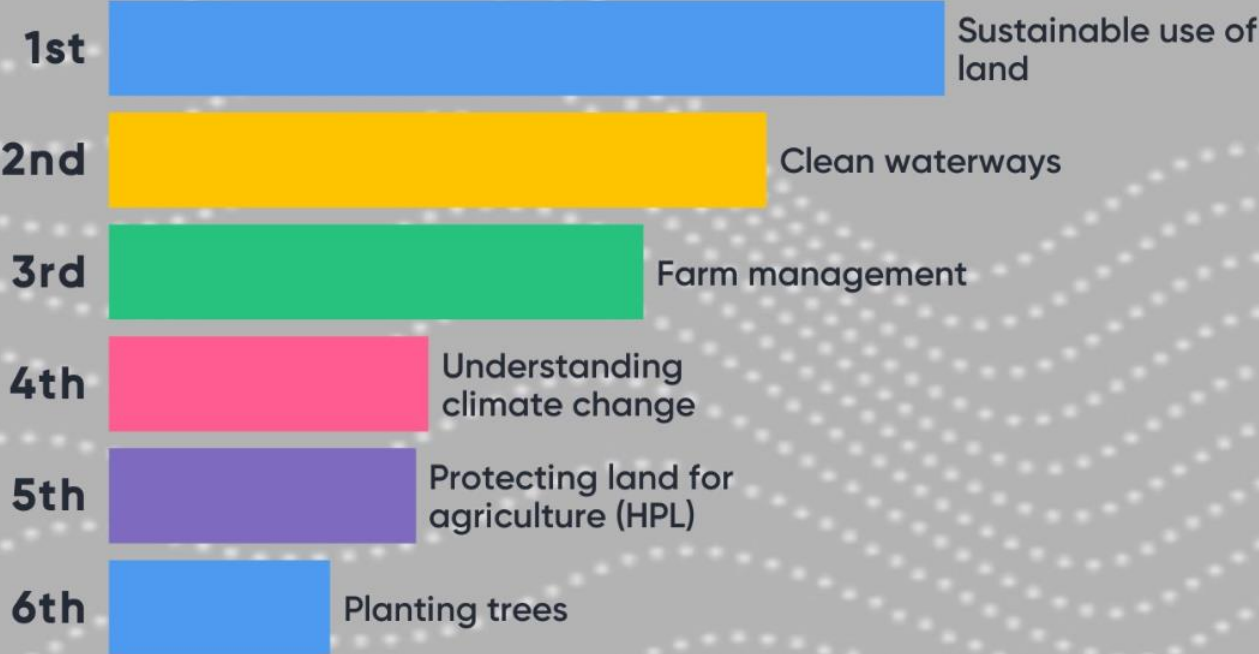 1st
Sustainable use of
land
2nd
Clean waterways
3rd
Farm management
4th
Understanding
climate change
5th
Protecting land for
agriculture (HPL)
6th
Planting trees